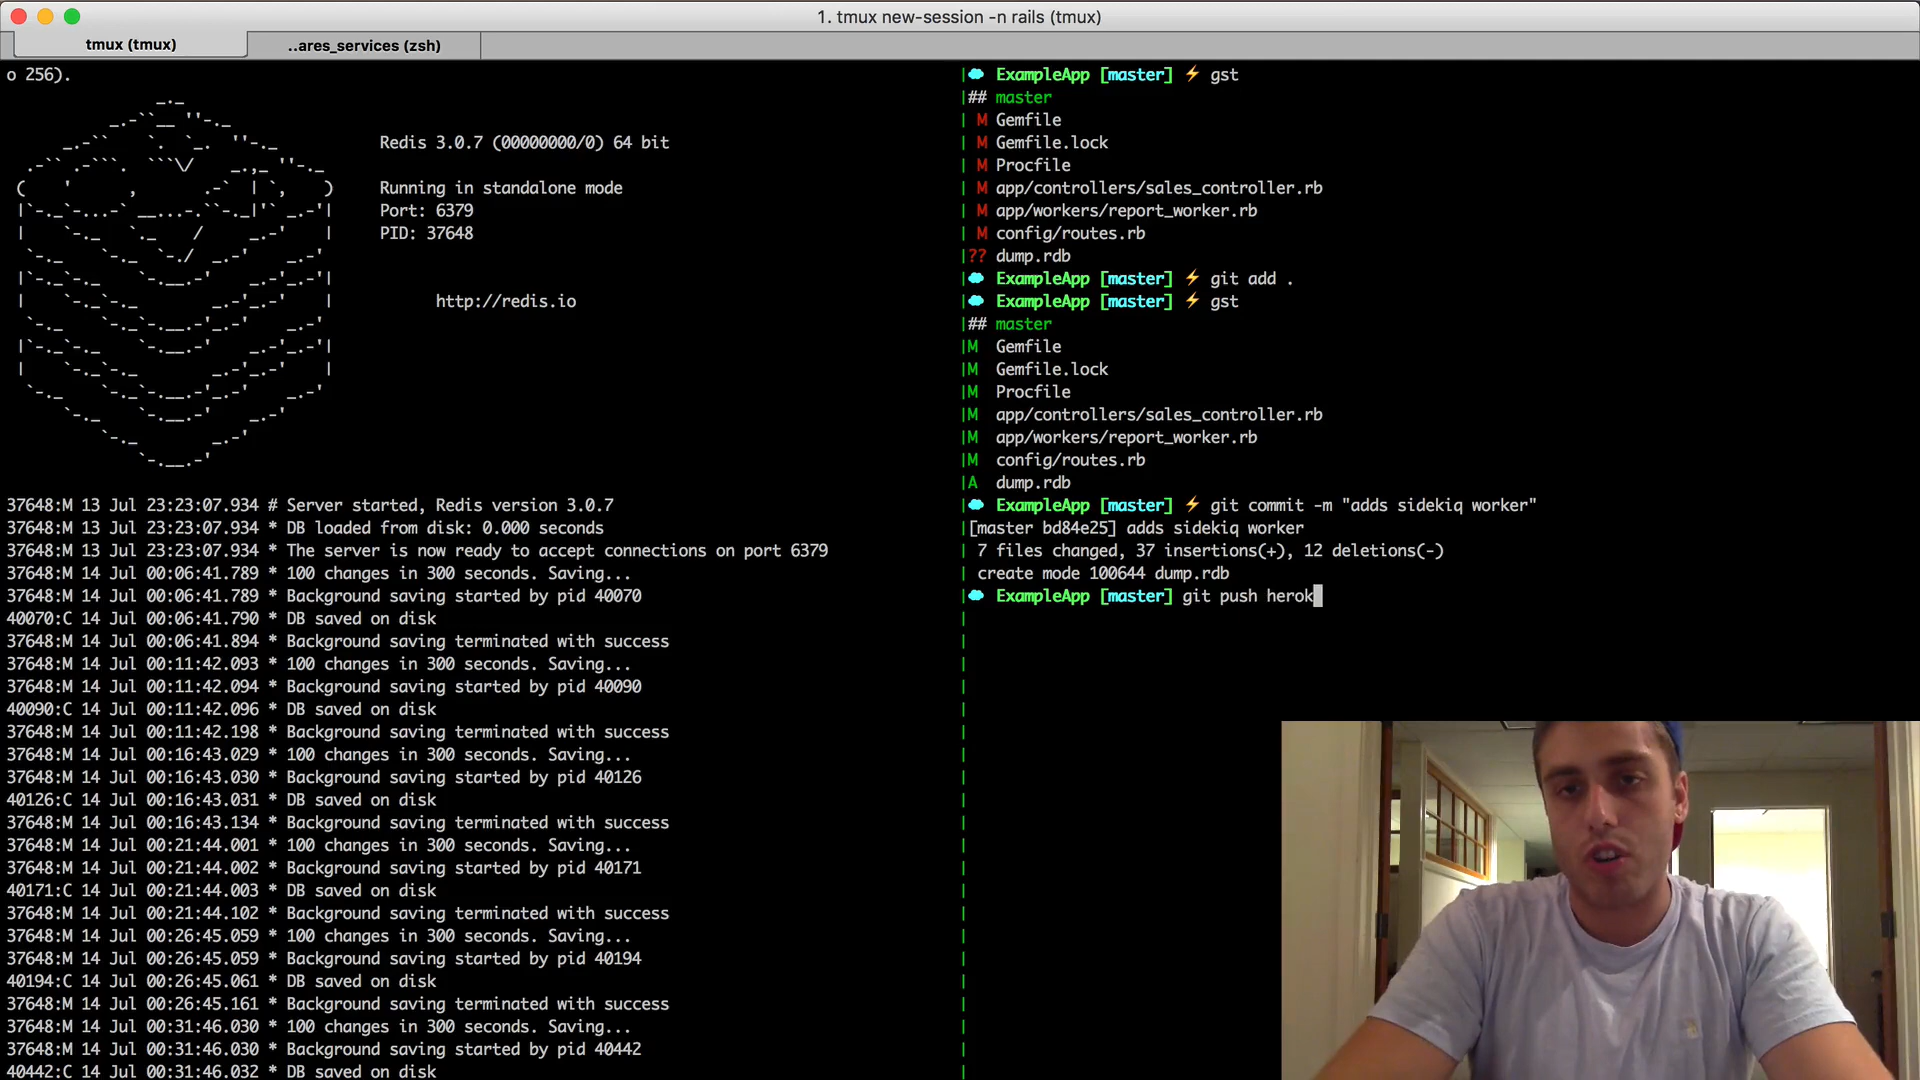 1. tmux new-session -n rails (tmux)
tmux (tmux)
..ares_services (zsh)
o 256).
Redis 3.0.7 (00000000/0) 64 bit
Running in standalone mode
Port: 6379
PID: 37648
http://redis.io
37648:M 13 Jul 23:23:07.934 # Server started, Redis version 3.0.7
37648:M 13 Jul 23:23:07.934 * DB loaded from disk: 0.000 seconds
37648:M 13 Jul 23:23:07.934 * The server is now ready to accept connections on port 6379
37648:M 14 Jul 00:06:41.789 * 100 changes in 300 seconds. Saving...
37648:M 14 Jul 00:06:41.789 * Background saving started by pid 40070
40070:C 14 Jul 00:06:41.790 * DB saved on disk
37648:M 14 Jul 00:06:41.894 * Background saving terminated with success
37648:M 14 Jul 00:11:42.093 * 100 changes in 300 seconds. Saving...
37648:M 14 Jul 00:11:42.094 * Background saving started by pid 40090
40090:C 14 Jul 00:11:42.096 * DB saved on disk
37648:M 14 Jul 00:11:42.198 * Background saving terminated with success
37648:M 14 Jul 00:16:43.029 * 100 changes in 300 seconds. Saving...
37648:M 14 Jul 00:16:43.030 * Background saving started by pid 40126
40126:C 14 Jul 00:16:43.031 * DB saved on disk
37648:M 14 Jul 00:16:43.134 * Background saving terminated with success
37648:M 14 Jul 00:21:44.001 * 100 changes in 300 seconds. Saving...
37648:M 14 Jul 00:21:44.002 * Background saving started by pid 40171
40171:C 14 Jul 00:21:44.003 * DB saved on disk
37648:M 14 Jul 00:21:44.102 * Background saving terminated with success
37648:M 14 Jul 00:26:45.059 * 100 changes in 300 seconds. Saving...
37648:M 14 Jul 00:26:45.059 * Background saving started by pid 40194
40194:C 14 Jul 00:26:45.061 * DB saved on disk
37648:M 14 Jul 00:26:45.161 * Background saving terminated with success
37648:M 14 Jul 00:31:46.030 * 100 changes in 300 seconds. Saving...
37648:M 14 Jul 00:31:46.030 * Background saving started by pid 40442
40442:C 14 Jul 00:31:46.032 * DB saved on disk
ExampleApp [master] ⚡ gst
## master
M Gemfile
M Gemfile.lock
M Procfile
M app/controllers/sales_controller.rb
M app/workers/report_worker.rb
M config/routes.rb
?? dump.rdb
ExampleApp [master] ⚡ git add .
ExampleApp [master] ⚡ gst
## master
M Gemfile
M Gemfile.lock
M Procfile
M app/controllers/sales_controller.rb
M app/workers/report_worker.rb
M config/routes.rb
A dump.rdb
ExampleApp [master] ⚡ git commit -m "adds sidekiq worker"
[master bd84e25] adds sidekiq worker
7 files changed, 37 insertions(+), 12 deletions(-)
create mode 100644 dump.rdb
ExampleApp [master] git push herok